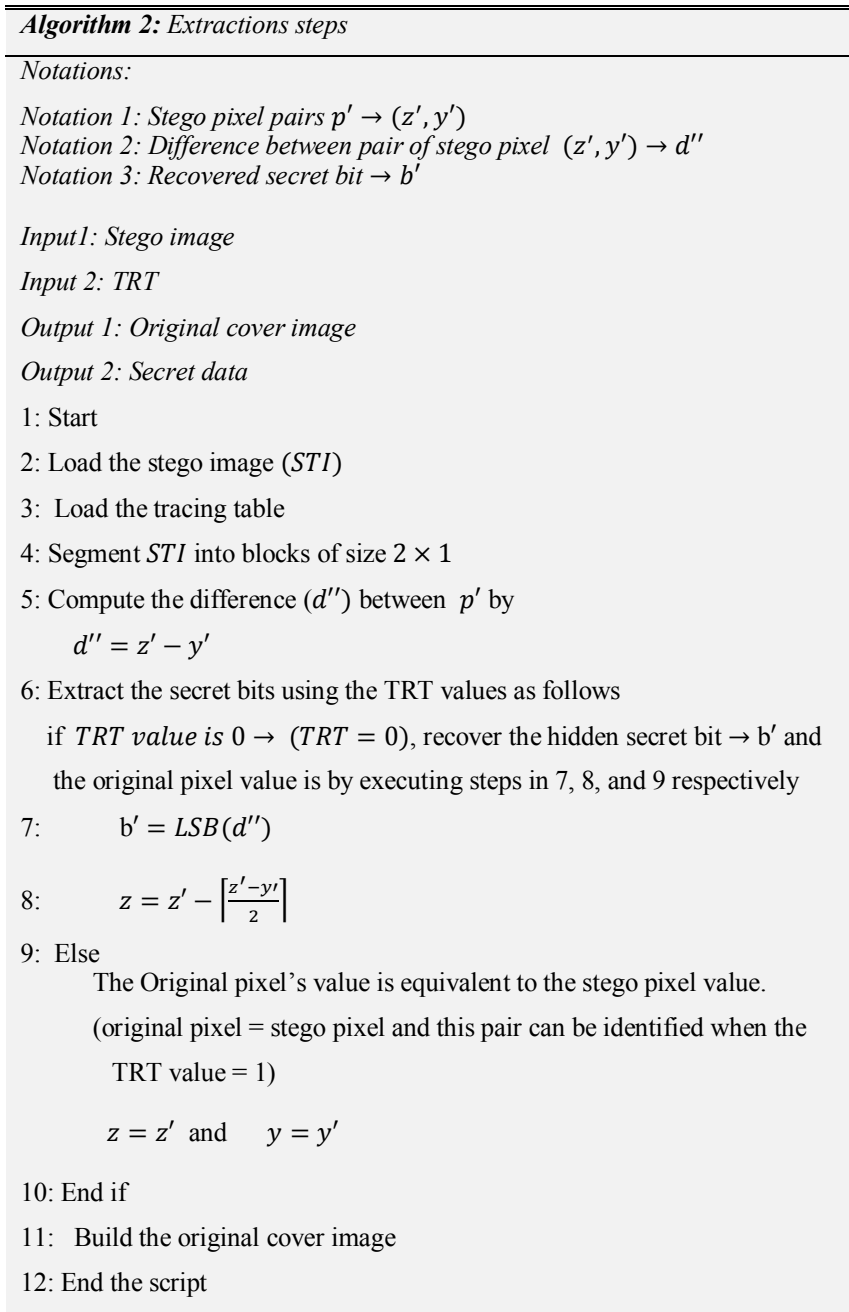 Algorithm 2: Extractions steps
Notations:
Notation 1: Stego pixel pairs p′ → (z′, y′)
Notation 2: Difference between pair of stego pixel (z′, y′) → d′′
Notation 3: Recovered secret bit → b′
Input1: Stego image
Input 2: TRT
Output 1: Original cover image
Output 2: Secret data
1: Start
2: Load the stego image (STI)
3: Load the tracing table
4: Segment STI into blocks of size 2 × 1
5: Compute the difference (d′′) between p′ by
d′′ = z′ − y′
6: Extract the secret bits using the TRT values as follows
if TRT value is 0 → (TRT = 0), recover the hidden secret bit → b′ and
the original pixel value is by executing steps in 7, 8, and 9 respectively
7: b′ = LSB(d′′)
8: z = z′ − ⌈(z′−y′)/2⌉
9: Else
The Original pixel’s value is equivalent to the stego pixel value.
(original pixel = stego pixel and this pair can be identified when the
TRT value = 1)
z = z′ and y = y′
10: End if
11: Build the original cover image
12: End the script